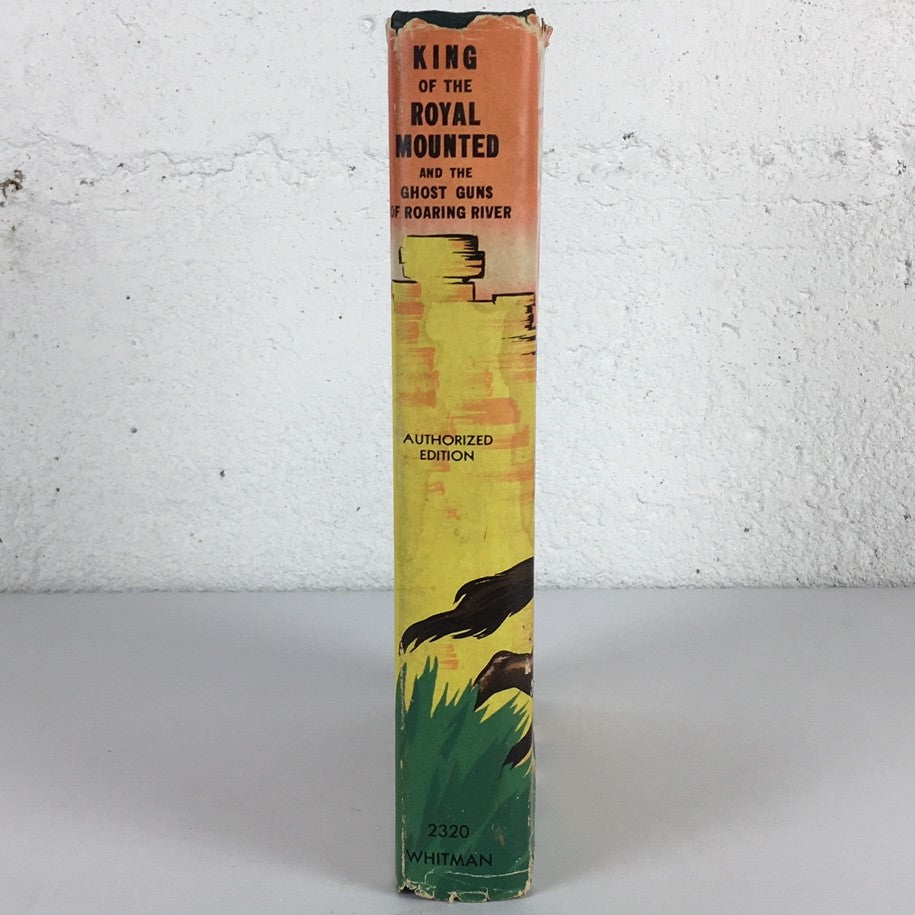 KING
OF THE
ROYAL
MOUNTED
AND THE
GHOST GUNS
OF ROARING RIVER
AUTHORIZED
EDITION
2320
WHITMAN